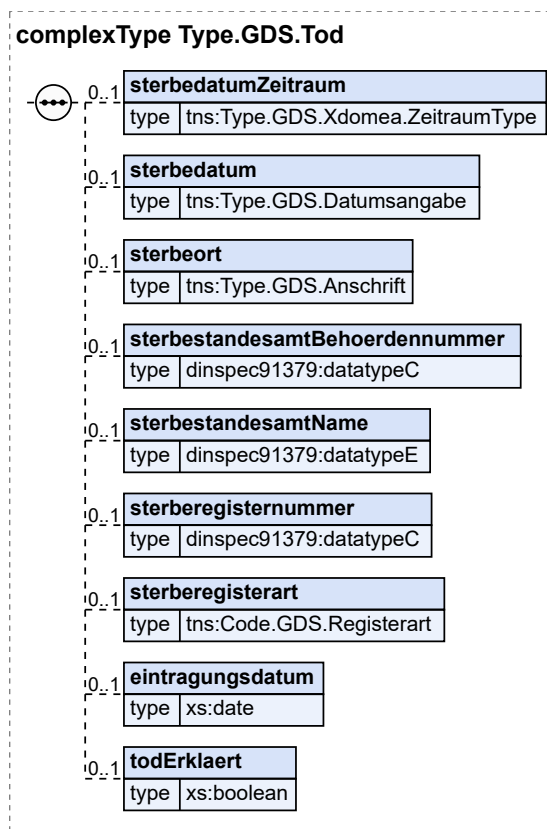 complexType Type.GDS.Tod
0..1 sterbedatumZeitraum
type tns:Type.GDS.Xdomea.ZeitraumType
0..1 sterbedatum
type tns:Type.GDS.Datumsangabe
0..1 sterbeort
type tns:Type.GDS.Anschrift
0..1 sterbestandesamtBehoerdennummer
type dinspec91379:datatypeC
0..1 sterbestandesamtName
type dinspec91379:datatypeE
0..1 sterberegisternummer
type dinspec91379:datatypeC
0..1 sterberegisterart
type tns:Code.GDS.Registerart
0..1 eintragungsdatum
type xs:date
0..1 todErklaert
type xs:boolean